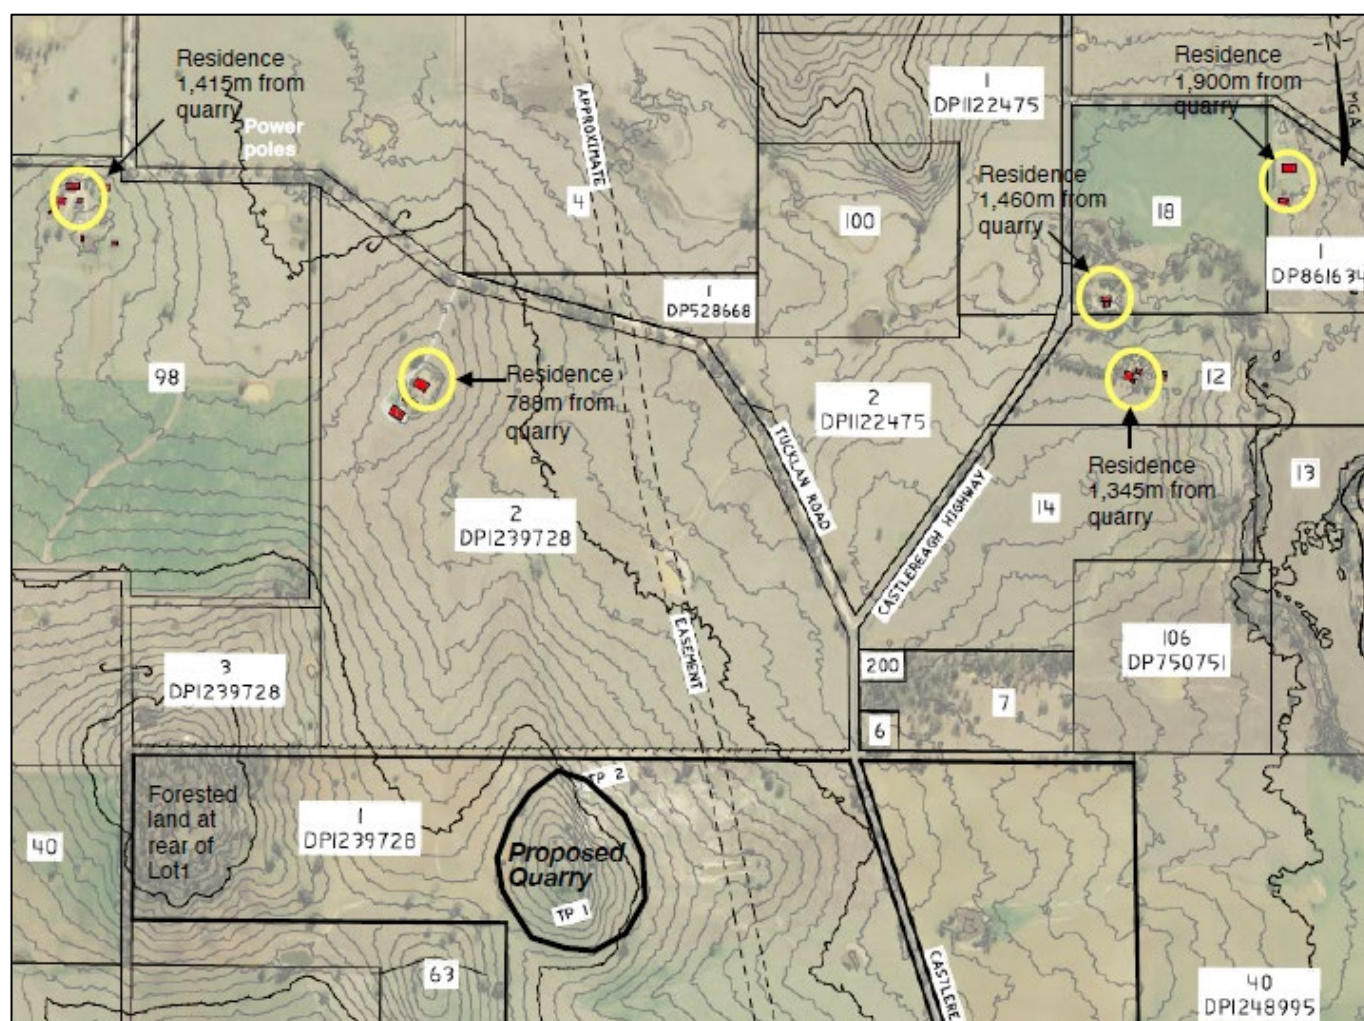 Residence
1,415m from
quarry
Power
poles
APPROXIMATE
4
1
DP1122475
Residence
1,900m from
quarry
-N-
MGA
Residence
1,460m from
quarry
100
18
1
DP861634
1
DP528668
98
Residence
788m from
quarry
2
DP1122475
12
TUCKLAN ROAD
CASTLEREAGH HIGHWAY
Residence
1,345m from
quarry
13
14
2
DP1239728
EASEMENT
106
DP750751
200
7
6
3
DP1239728
TP 2
Forested
land at
rear of
Lot1
1
DP1239728
40
Proposed
Quarry
TP 1
63
CASTLERE
40
DP1248995